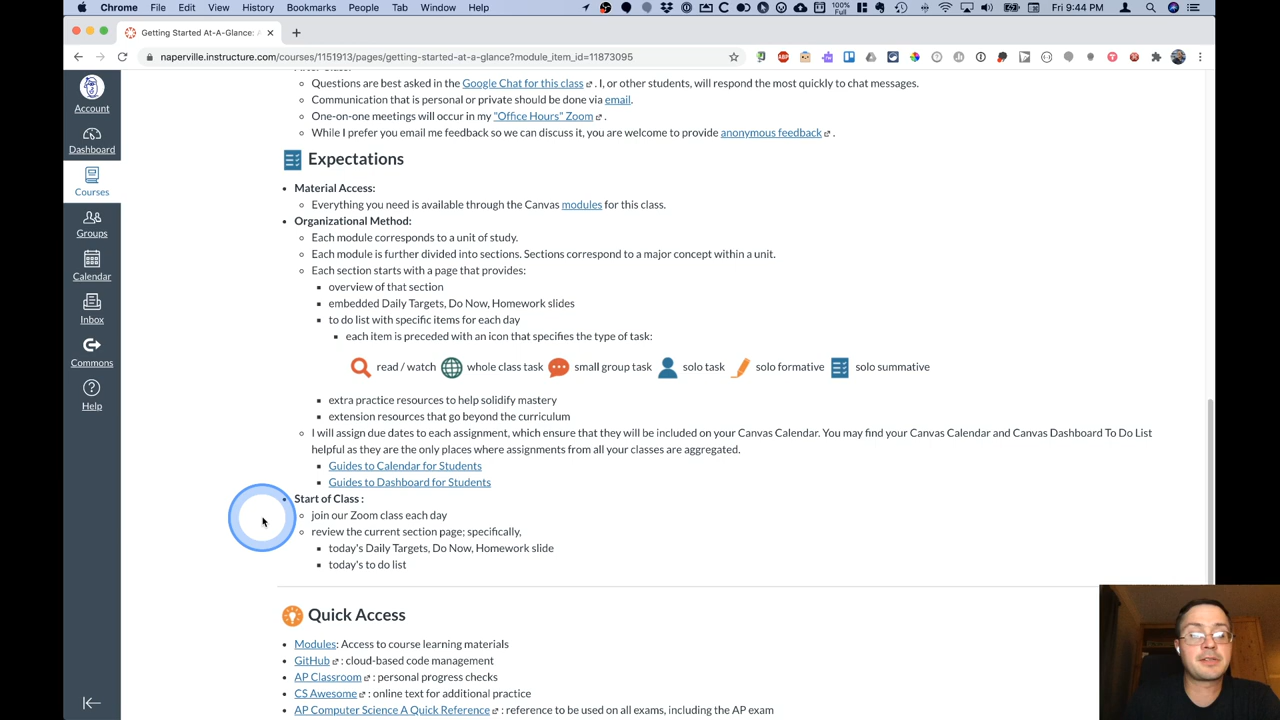 Chrome File Edit View History Bookmarks People Tab Window Help
100% Full
Fri 9:44 PM
Getting Started At-A-Glance: A
naperville.instructure.com/courses/1151913/pages/getting-started-at-a-glance?module_item_id=11873095
Account
Dashboard
Courses
Groups
Calendar
Inbox
Commons
Help
Questions are best asked in the Google Chat for this class. I, or other students, will respond the most quickly to chat messages.
Communication that is personal or private should be done via email.
One-on-one meetings will occur in my "Office Hours" Zoom.
While I prefer you email me feedback so we can discuss it, you are welcome to provide anonymous feedback.
Expectations
Material Access:
Everything you need is available through the Canvas modules for this class.
Organizational Method:
Each module corresponds to a unit of study.
Each module is further divided into sections. Sections correspond to a major concept within a unit.
Each section starts with a page that provides:
overview of that section
embedded Daily Targets, Do Now, Homework slides
to do list with specific items for each day
each item is preceded with an icon that specifies the type of task:
read / watch whole class task small group task solo task solo formative solo summative
extra practice resources to help solidify mastery
extension resources that go beyond the curriculum
I will assign due dates to each assignment, which ensure that they will be included on your Canvas Calendar. You may find your Canvas Calendar and Canvas Dashboard To Do List
helpful as they are the only places where assignments from all your classes are aggregated.
Guides to Calendar for Students
Guides to Dashboard for Students
Start of Class :
join our Zoom class each day
review the current section page; specifically,
today's Daily Targets, Do Now, Homework slide
today's to do list
Quick Access
Modules: Access to course learning materials
GitHub : cloud-based code management
AP Classroom : personal progress checks
CS Awesome : online text for additional practice
AP Computer Science A Quick Reference : reference to be used on all exams, including the AP exam